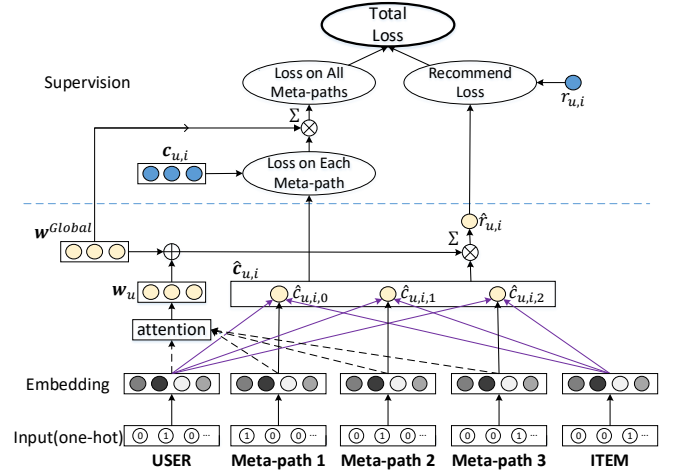 Total
Loss
Supervision
Loss on All
Meta-paths
Recommend
Loss
r_{u,i}
Σ
c_{u,i}
Loss on Each
Meta-path
w^{Global}
r̂_{u,i}
Σ
ĉ_{u,i}
w_u
ĉ_{u,i,0}
ĉ_{u,i,1}
ĉ_{u,i,2}
attention
Embedding
Input(one-hot)
0 1 0 ...
1 0 0 ...
0 1 0 ...
0 0 1 ...
0 0 1 ...
USER
Meta-path 1
Meta-path 2
Meta-path 3
ITEM